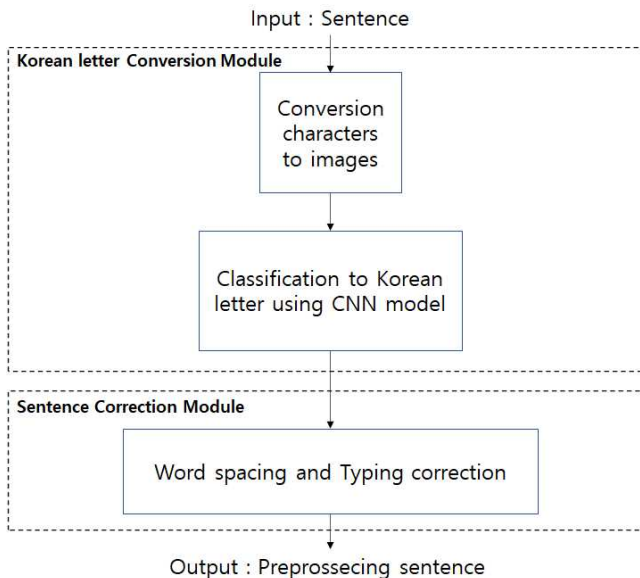 Input : Sentence
Korean letter Conversion Module
Conversion
characters
to images
Classification to Korean
letter using CNN model
Sentence Correction Module
Word spacing and Typing correction
Output : Preprossecing sentence